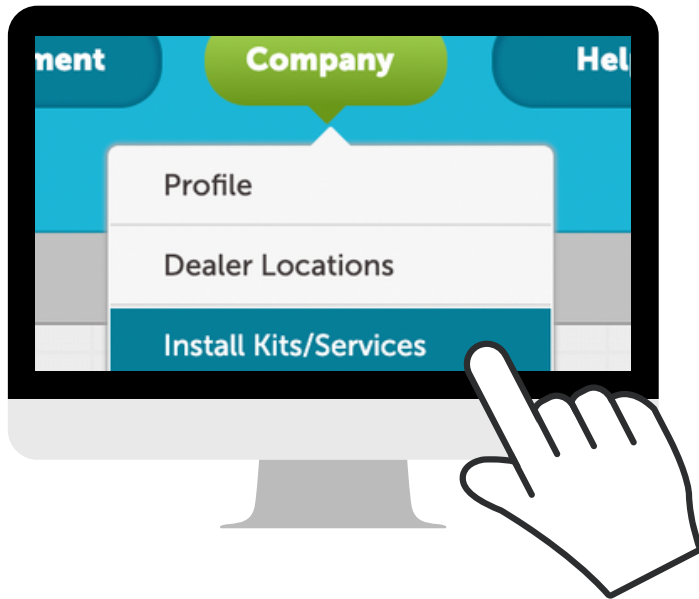 ment
Company
Hel
Profile
Dealer Locations
Install Kits/Services